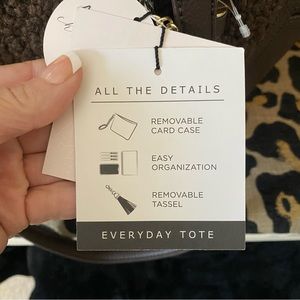 ALL THE DETAILS
REMOVABLE
CARD CASE
EASY
ORGANIZATION
REMOVABLE
TASSEL
EVERYDAY TOTE